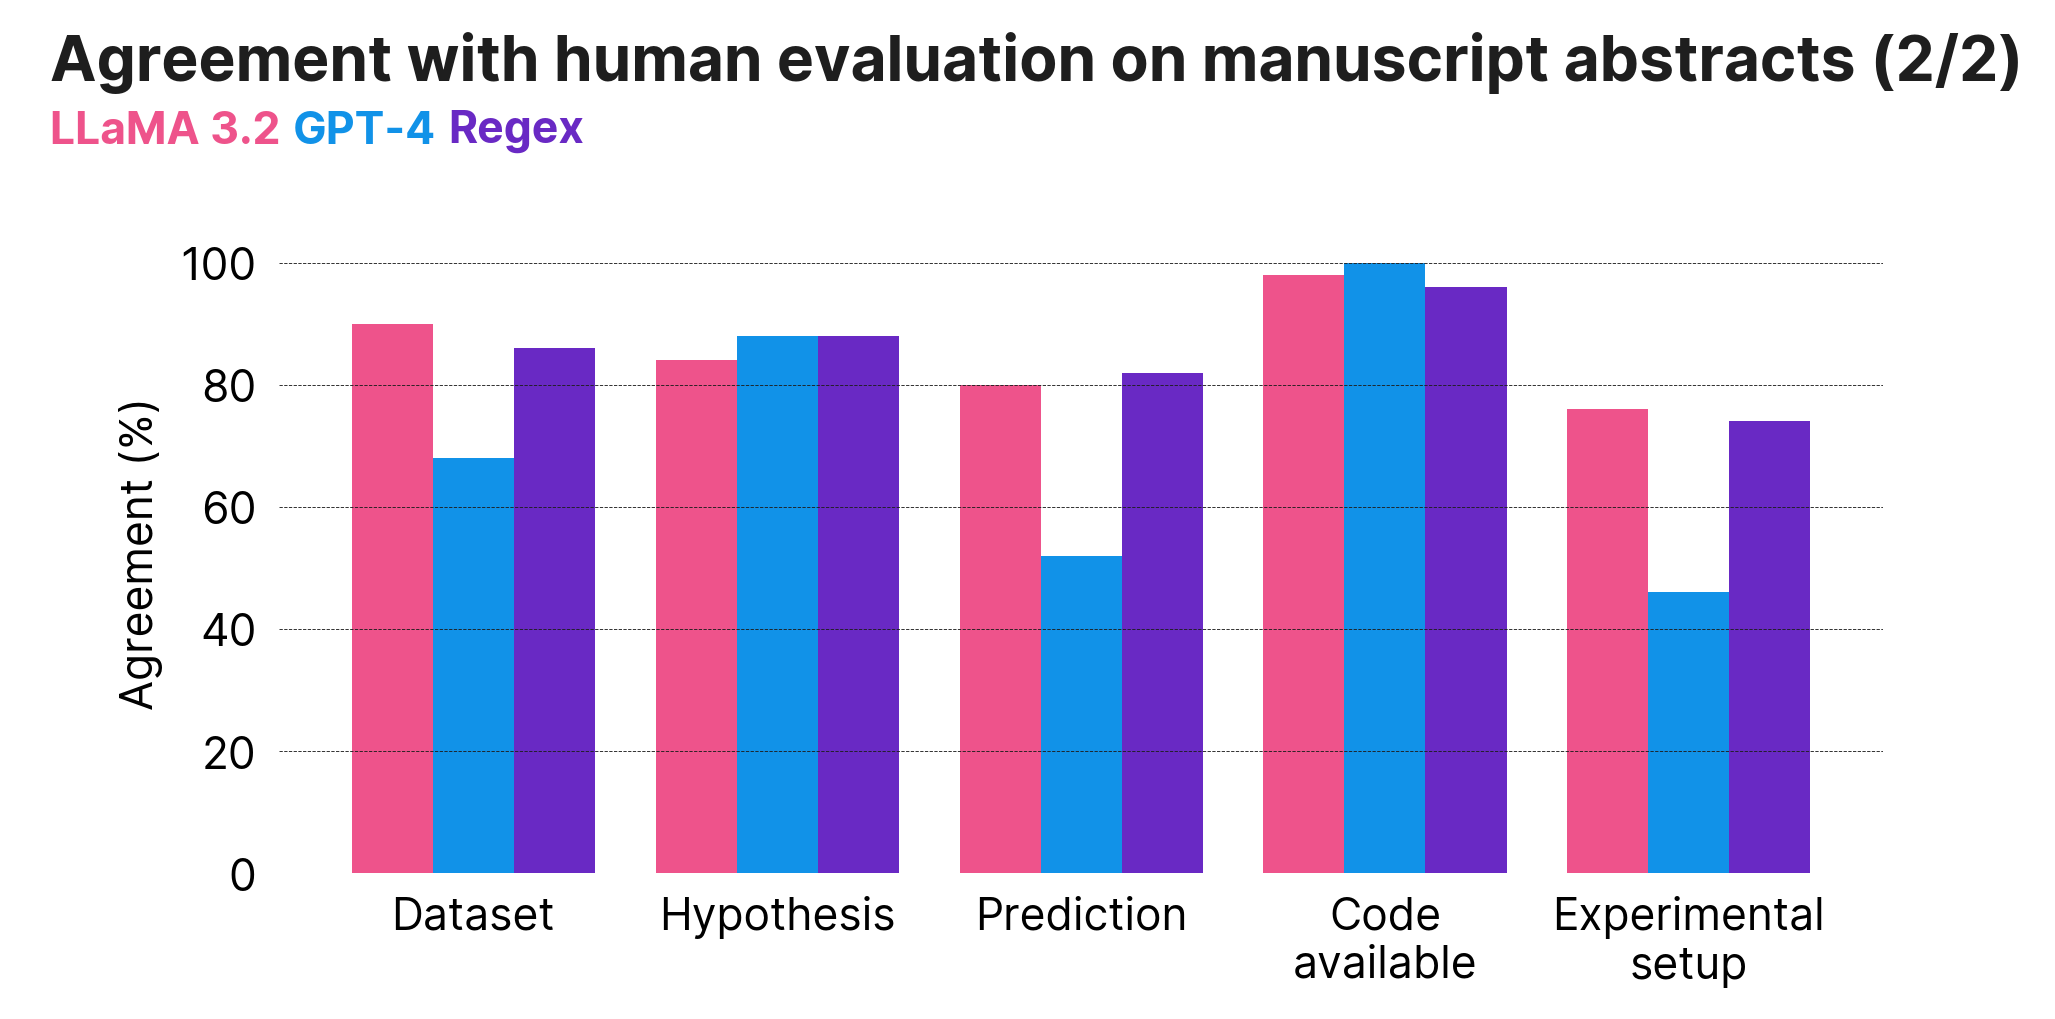 Agreement with human evaluation on manuscript abstracts (2/2)
LLaMA 3.2 GPT-4 Regex
Agreement (%)
100
80
60
40
20
0
Dataset
Hypothesis
Prediction
Code
available
Experimental
setup